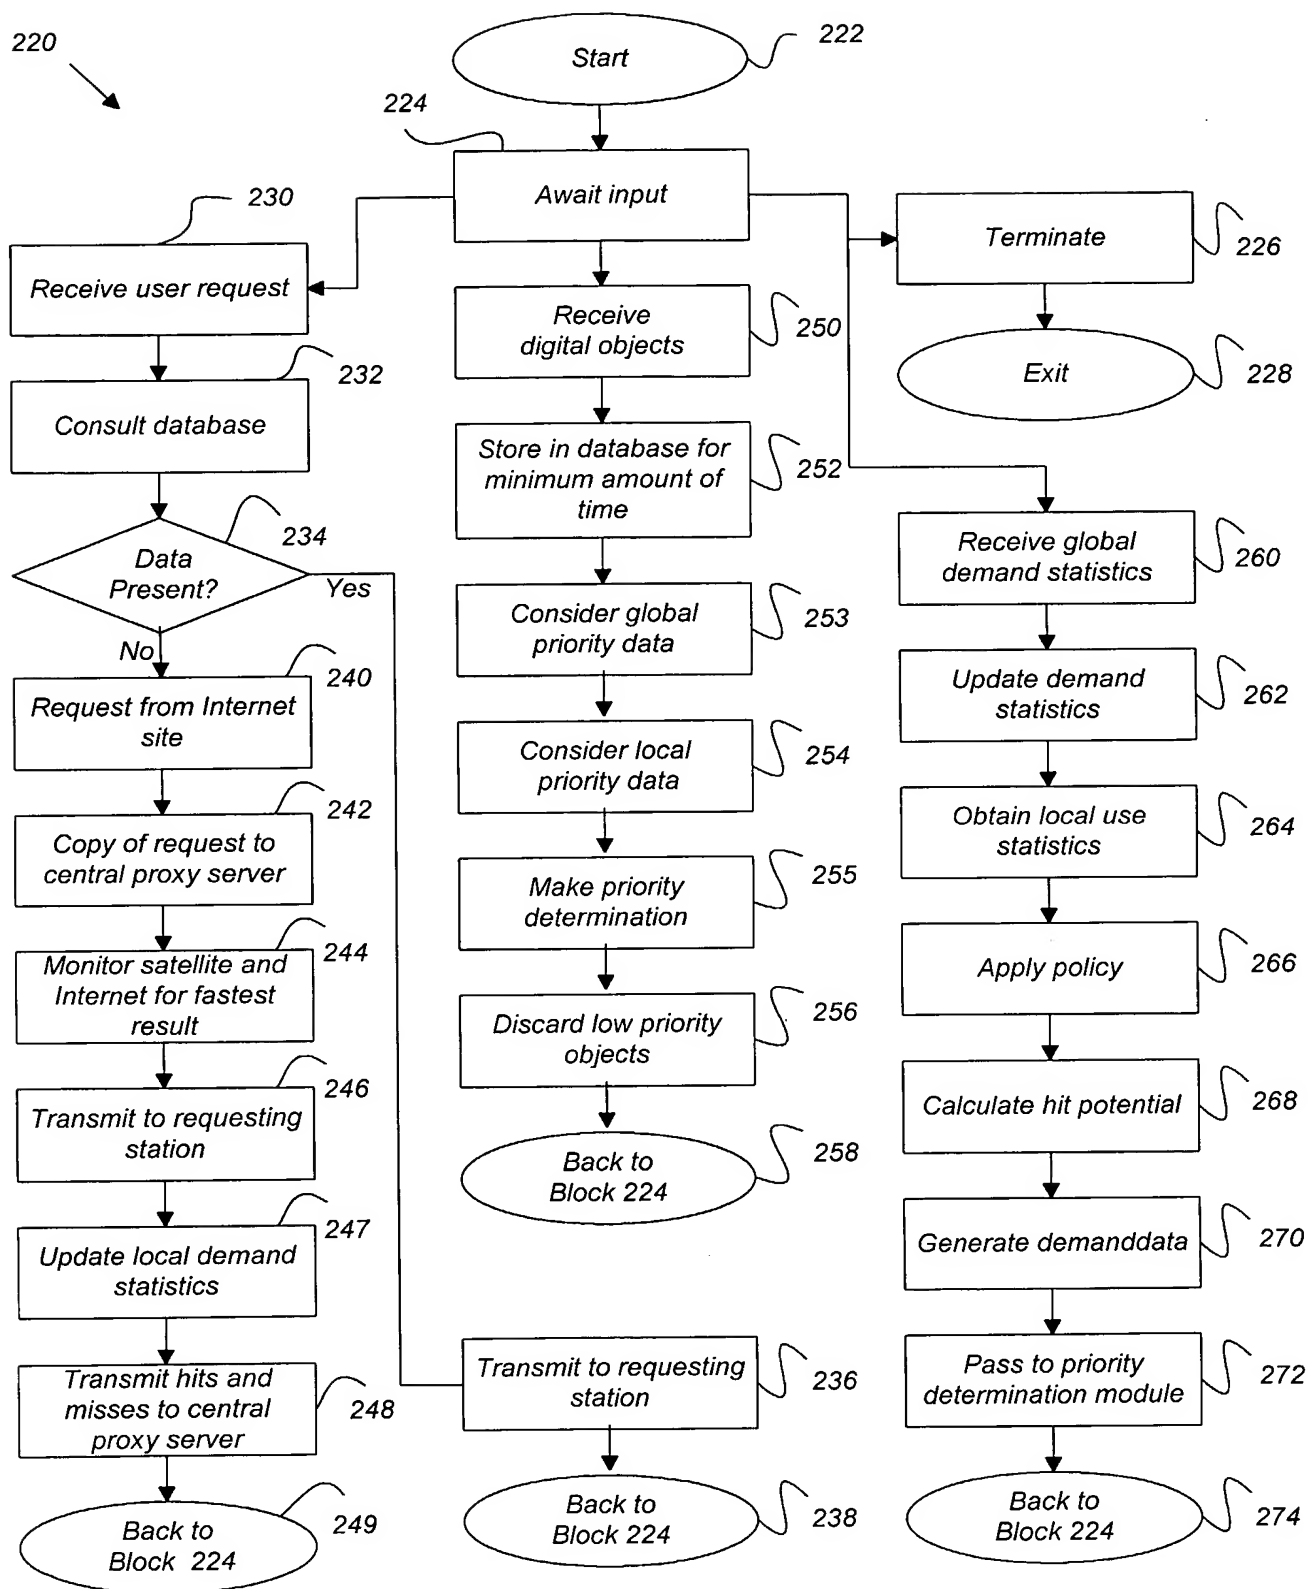 220
Start
222
224
Await input
230
Receive user request
Terminate
226
Receive
digital objects
250
232
Exit
228
Consult database
Store in database for
minimum amount of
time
252
234
Data
Present?
Yes
No
Receive global
demand statistics
260
Consider global
priority data
253
240
Request from Internet
site
Update demand
statistics
262
Consider local
priority data
254
242
Copy of request to
central proxy server
Obtain local use
statistics
264
Make priority
determination
255
244
Monitor satellite and
Internet for fastest
result
Apply policy
266
Discard low priority
objects
256
246
Transmit to requesting
station
Calculate hit potential
268
Back to
Block 224
258
247
Update local demand
statistics
Generate demanddata
270
Transmit hits and
misses to central
proxy server
248
Transmit to requesting
station
236
Pass to priority
determination module
272
Back to
Block 224
249
Back to
Block 224
238
Back to
Block 224
274